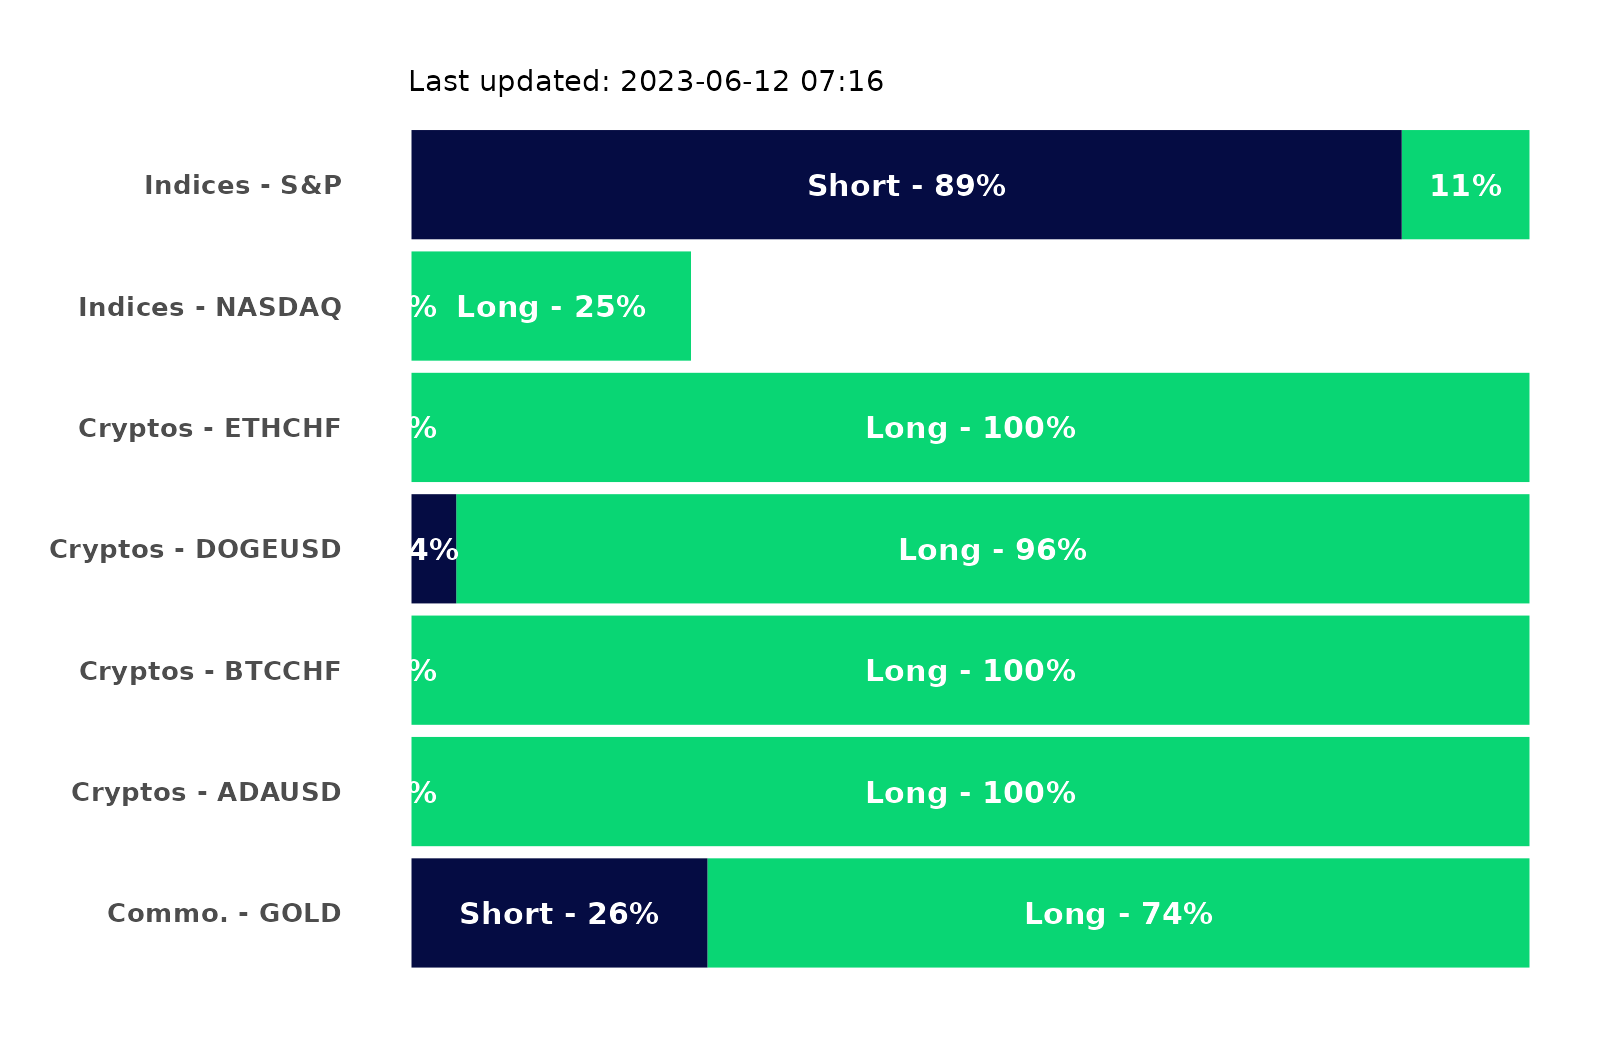 Last updated: 2023-06-12 07:16
Indices - S&P Short - 89% 11%
Indices - NASDAQ % Long - 25%
Cryptos - ETHCHF % Long - 100%
Cryptos - DOGEUSD 4% Long - 96%
Cryptos - BTCCHF % Long - 100%
Cryptos - ADAUSD % Long - 100%
Commo. - GOLD Short - 26% Long - 74%